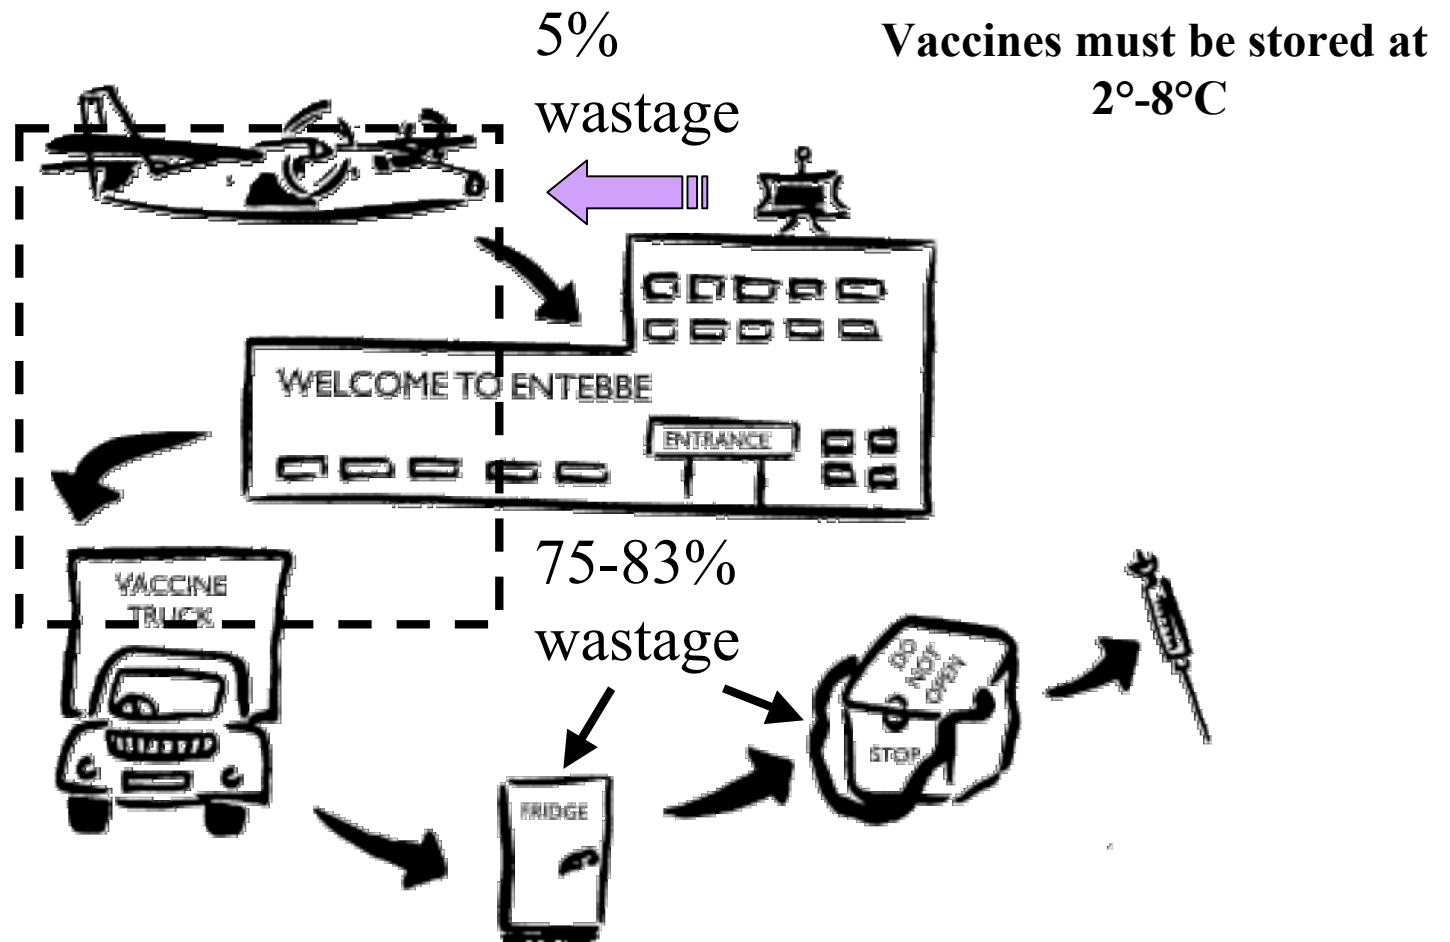 5%
wastage
Vaccines must be stored at
2°-8°C
WELCOME TO ENTEBBE
ENTRANCE
VACCINE
TRUCK
75-83%
wastage
DO
NOT
OPEN
STOP
FRIDGE